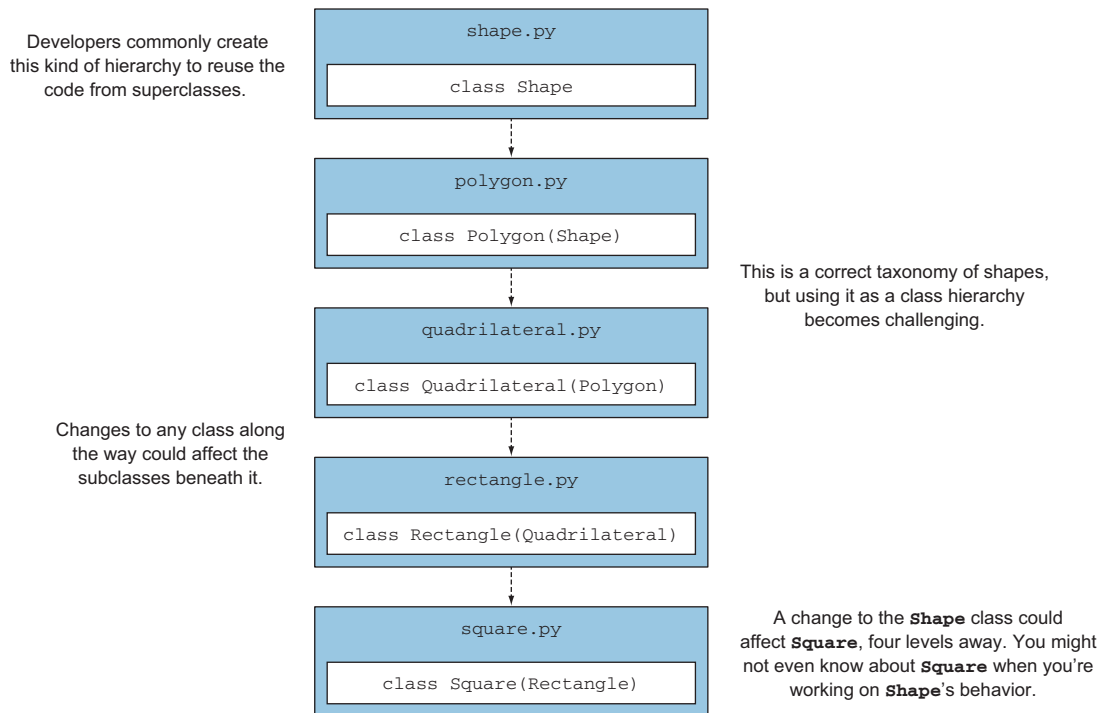 Developers commonly create
this kind of hierarchy to reuse the
code from superclasses.
shape.py
class Shape
polygon.py
class Polygon(Shape)
This is a correct taxonomy of shapes,
but using it as a class hierarchy
becomes challenging.
quadrilateral.py
class Quadrilateral(Polygon)
Changes to any class along
the way could affect the
subclasses beneath it.
rectangle.py
class Rectangle(Quadrilateral)
square.py
class Square(Rectangle)
A change to the Shape class could
affect Square, four levels away. You might
not even know about Square when you’re
working on Shape’s behavior.